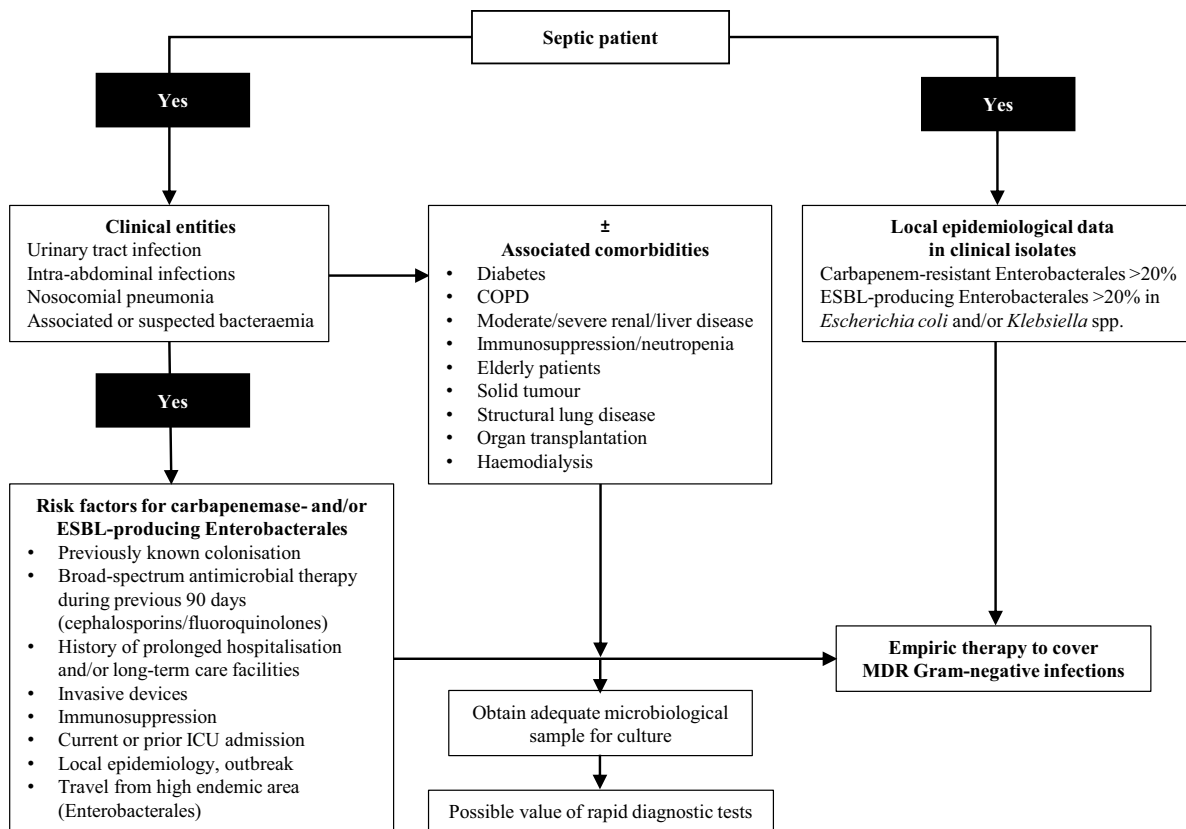 Septic patient
Yes
Yes
Clinical entities
Urinary tract infection
Intra-abdominal infections
Nosocomial pneumonia
Associated or suspected bacteraemia
±
Associated comorbidities
• Diabetes
• COPD
• Moderate/severe renal/liver disease
• Immunosuppression/neutropenia
• Elderly patients
• Solid tumour
• Structural lung disease
• Organ transplantation
• Haemodialysis
Local epidemiological data
in clinical isolates
Carbapenem-resistant Enterobacterales >20%
ESBL-producing Enterobacterales >20% in
Escherichia coli and/or Klebsiella spp.
Yes
Risk factors for carbapenemase- and/or
ESBL-producing Enterobacterales
• Previously known colonisation
• Broad-spectrum antimicrobial therapy
during previous 90 days
(cephalosporins/fluoroquinolones)
• History of prolonged hospitalisation
and/or long-term care facilities
• Invasive devices
• Immunosuppression
• Current or prior ICU admission
• Local epidemiology, outbreak
• Travel from high endemic area
(Enterobacterales)
Empiric therapy to cover
MDR Gram-negative infections
Obtain adequate microbiological
sample for culture
Possible value of rapid diagnostic tests